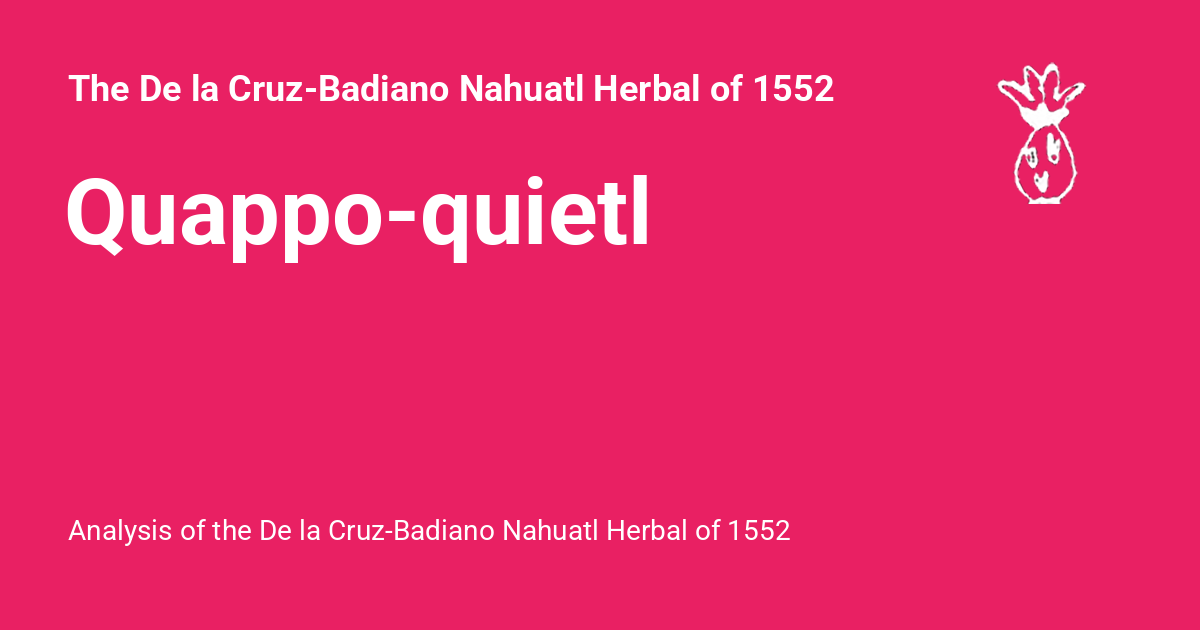 The De la Cruz-Badiano Nahuatl Herbal of 1552
Quappo-quietl
Analysis of the De la Cruz-Badiano Nahuatl Herbal of 1552